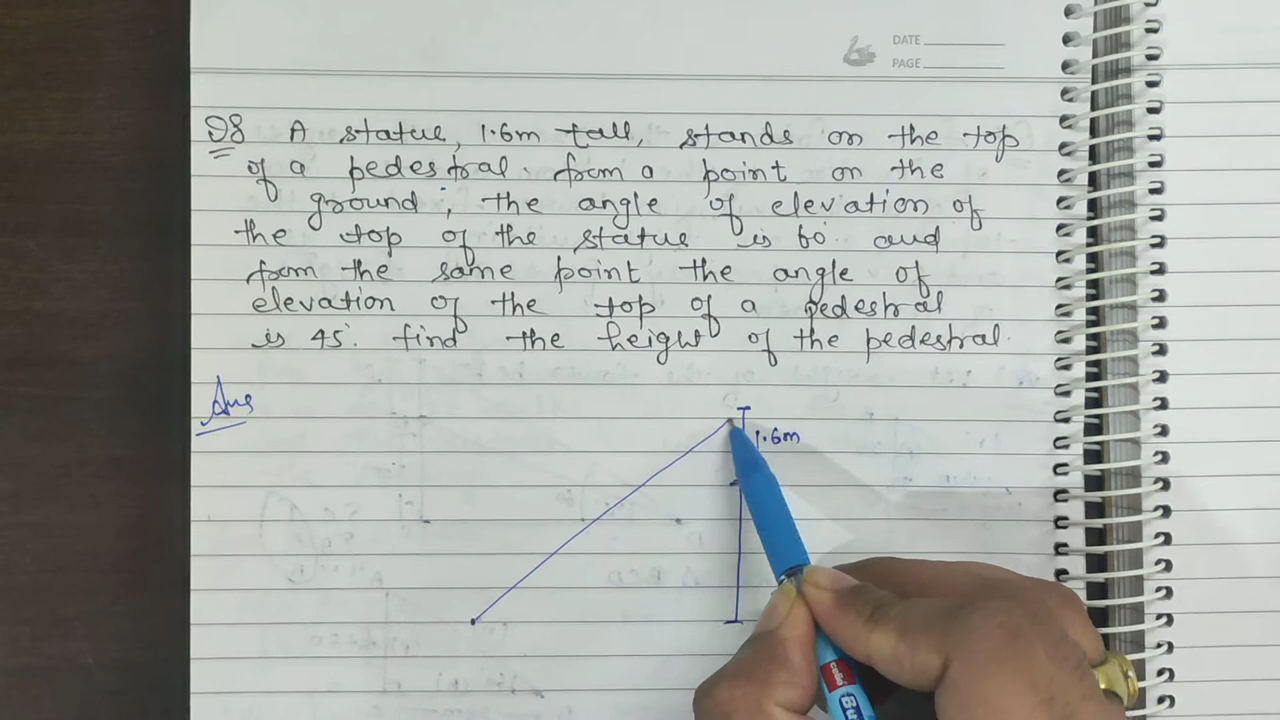 DATE
PAGE
Q8 A statue, 1.6m tall, stands on the top
of a pedestral. from a point on the
ground, the angle of elevation of
the top of the statue is 60° and
from the same point the angle of
elevation of the top of a pedestral
is 45°. find the height of the pedestral.
Ans
1.6m
cello